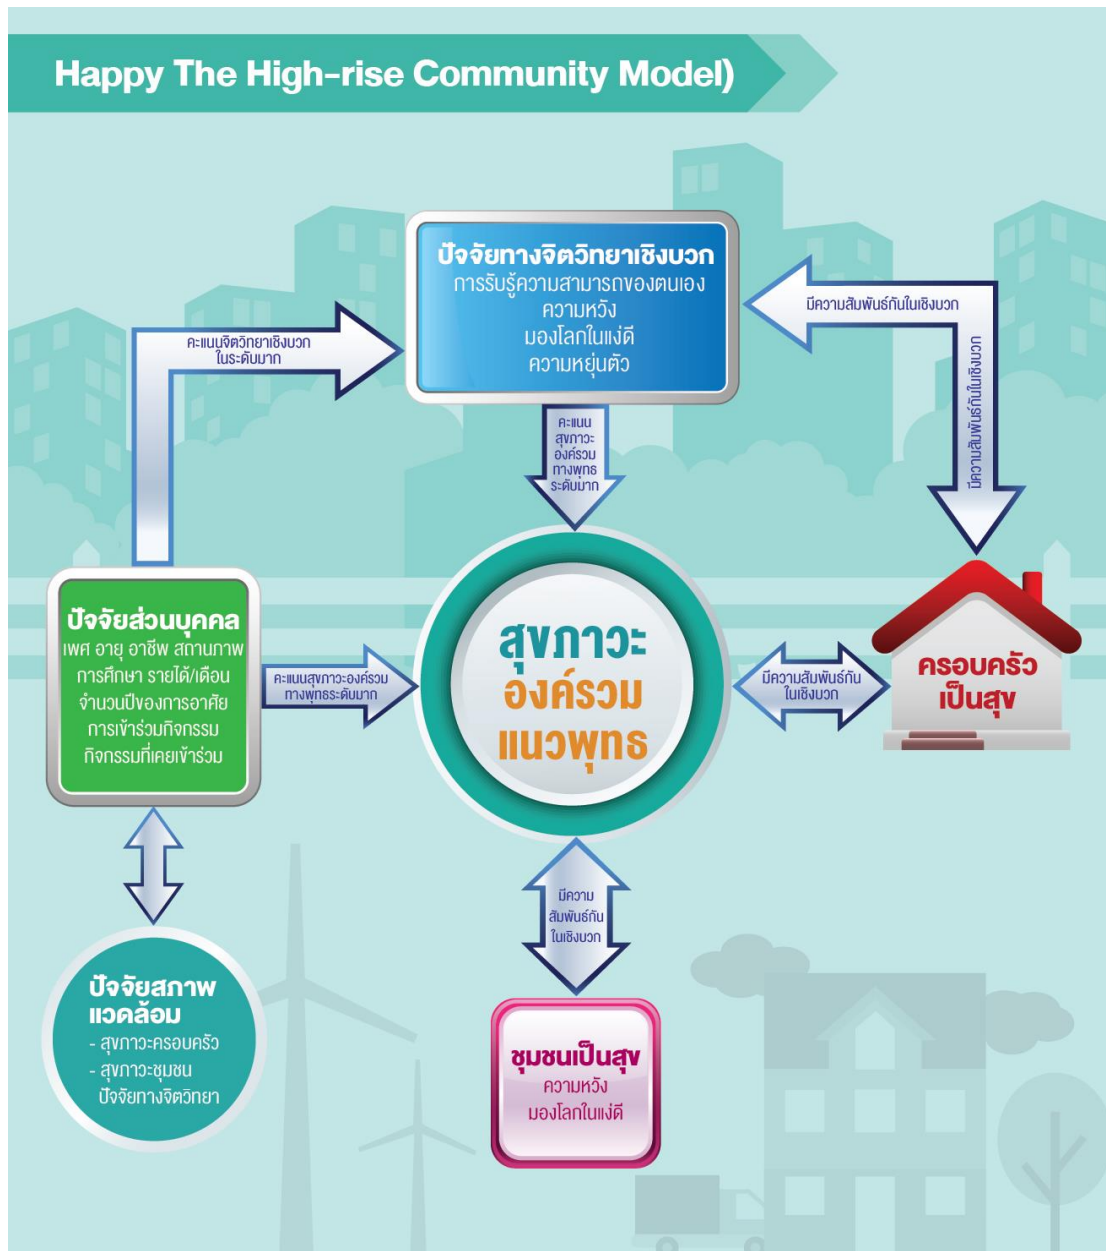 Happy The High-rise Community Model)
ปัจจัยทางจิตวิทยาเชิงบวก
การรับรู้ความสามารถของตนเอง
ความหวัง
มองโลกในแง่ดี
ความหยุ่นตัว
คะแนนจิตวิทยาเชิงบวก
ในระดับมาก
มีความสัมพันธ์กันในเชิงบวก
มีความสัมพันธ์กันในเชิงบวก
คะแนน
สุขภาวะ
องค์รวม
ทางพุทธ
ระดับมาก
ปัจจัยส่วนบุคคล
เพศ อายุ อาชีพ สถานภาพ
การศึกษา รายได้/เดือน
จำนวนปีของการอาศัย
การเข้าร่วมกิจกรรม
กิจกรรมที่เคยเข้าร่วม
คะแนนสุขภาวะองค์รวม
ทางพุทธระดับมาก
สุขภาวะ
องค์รวม
แนวพุทธ
มีความสัมพันธ์กัน
ในเชิงบวก
ครอบครัว
เป็นสุข
มีความ
สัมพันธ์กัน
ในเชิงบวก
ปัจจัยสภาพ
แวดล้อม
- สุขภาวะครอบครัว
- สุขภาวะชุมชน
ปัจจัยทางจิตวิทยา
ชุมชนเป็นสุข
ความหวัง
มองโลกในแง่ดี